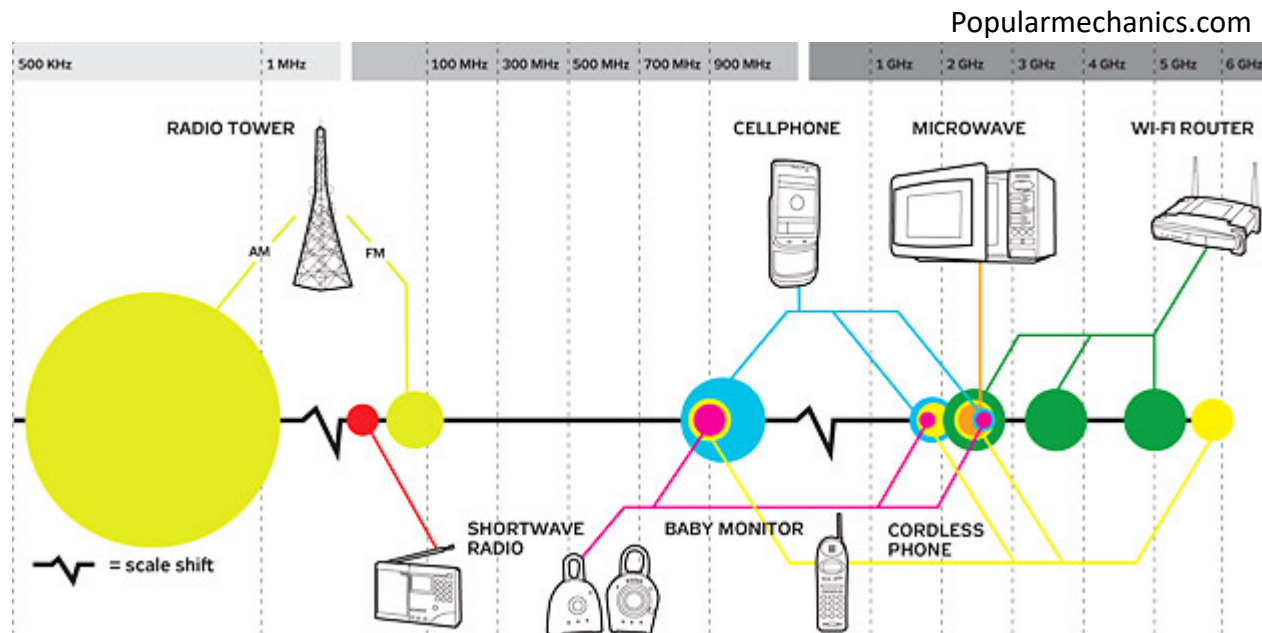 Popularmechanics.com
500 KHz 1 MHz 100 MHz 300 MHz 500 MHz 700 MHz 900 MHz 1 GHz 2 GHz 3 GHz 4 GHz 5 GHz 6 GHz
RADIO TOWER
CELLPHONE
MICROWAVE
WI-FI ROUTER
AM
FM
SHORTWAVE
RADIO
BABY MONITOR
CORDLESS
PHONE
= scale shift